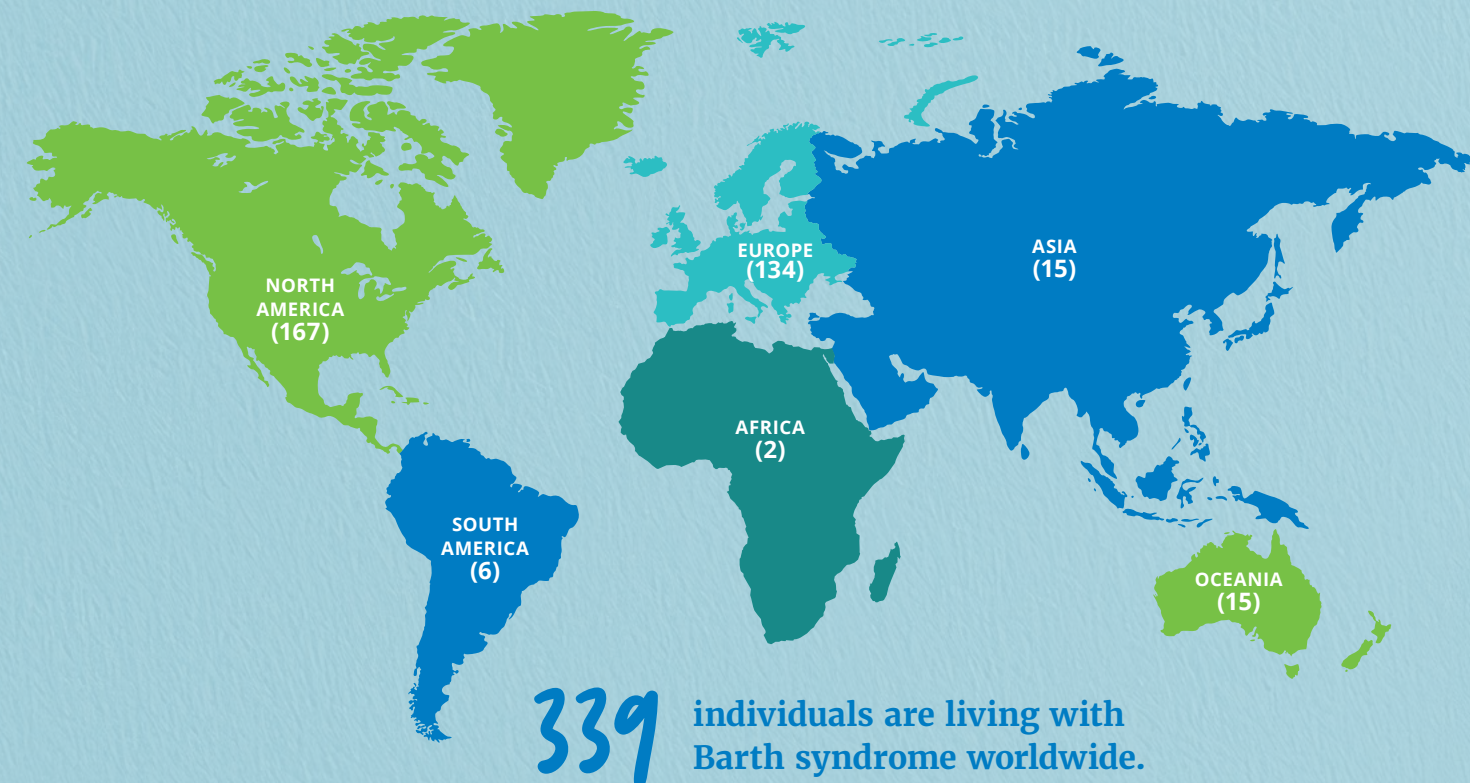 NORTH
AMERICA
(167)
EUROPE
(134)
ASIA
(15)
AFRICA
(2)
SOUTH
AMERICA
(6)
OCEANIA
(15)
339 individuals are living with
Barth syndrome worldwide.